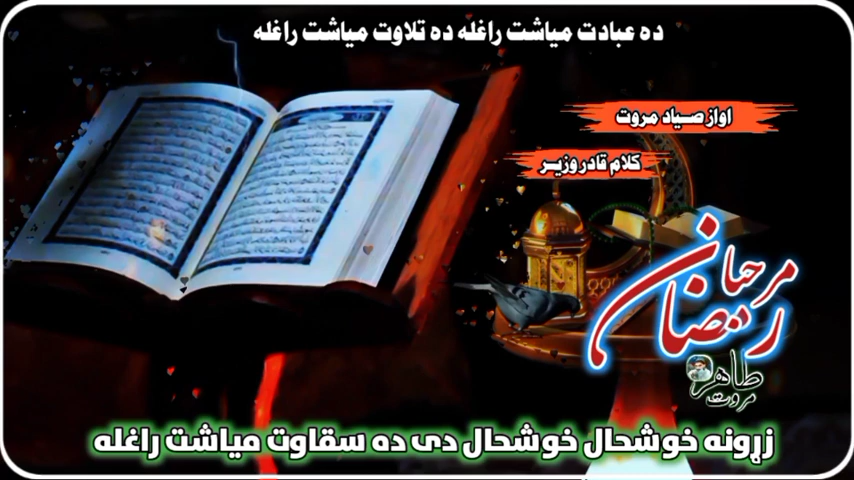 ده عبادت میاشت راغله ده تلاوت میاشت راغله
اواز صیاد مروت
کلام قادر وزیر
مرحبا
رمضان
طاهر
مروت
زړونه خوشحال خوشحال دی ده سقاوت میاشت راغله